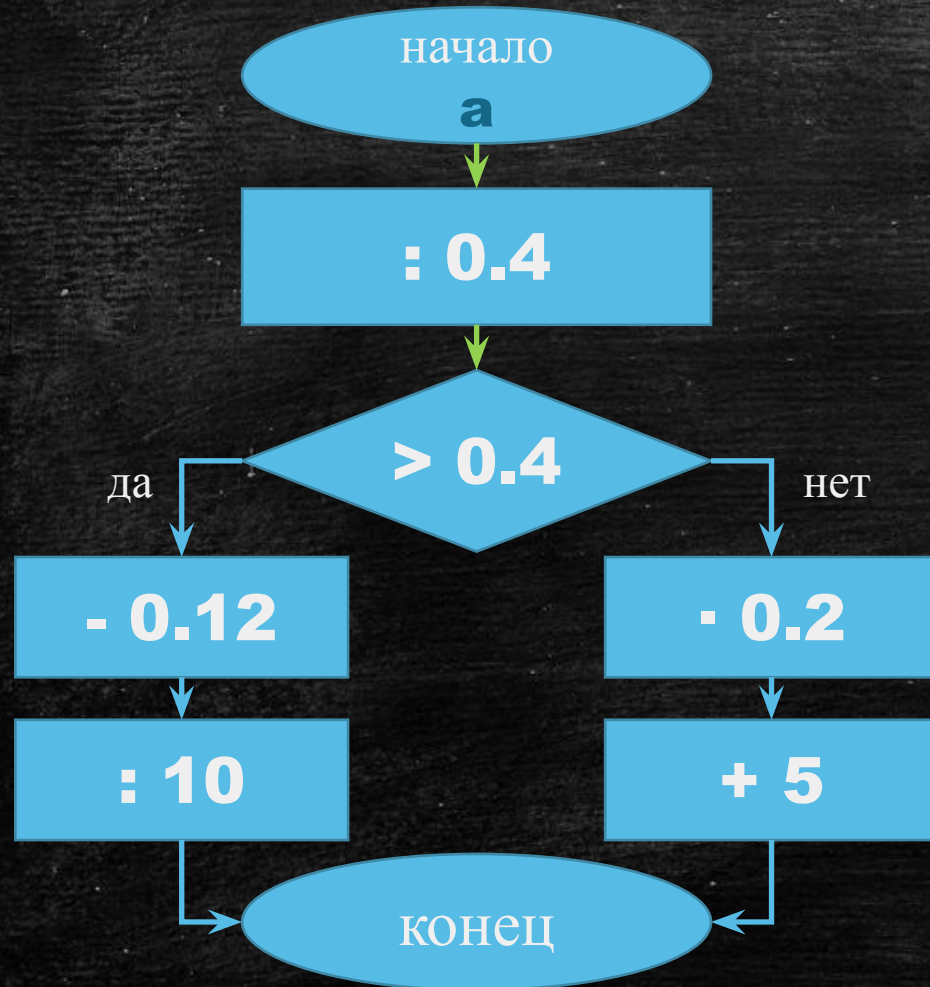 начало
a
: 0.4
> 0.4
да
нет
- 0.12
· 0.2
: 10
+ 5
конец